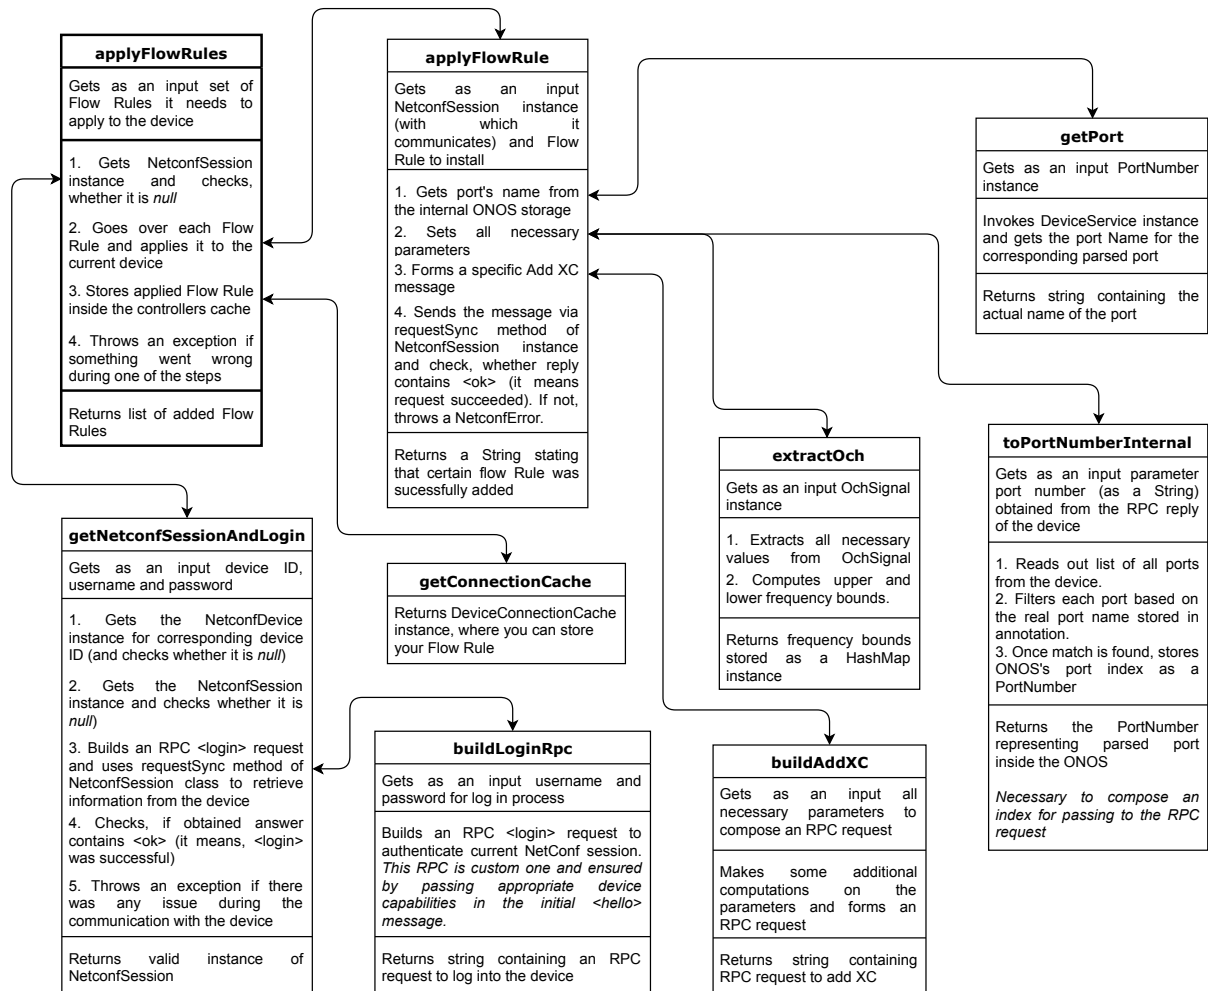 applyFlowRules
Gets as an input set of
Flow Rules it needs to
apply to the device
1. Gets NetconfSession
instance and checks,
whether it is null
2. Goes over each Flow
Rule and applies it to the
current device
3. Stores applied Flow Rule
inside the controllers cache
4. Throws an exception if
something went wrong
during one of the steps
Returns list of added Flow
Rules
applyFlowRule
Gets as an input
NetconfSession instance
(with which it
communicates) and Flow
Rule to install
1. Gets port's name from
the internal ONOS storage
2. Sets all necessary
parameters
3. Forms a specific Add XC
message
4. Sends the message via
requestSync method of
NetconfSession instance
and check, whether reply
contains <ok> (it means
request succeeded). If not,
throws a NetconfError.
Returns a String stating
that certain flow Rule was
sucessfully added
getPort
Gets as an input PortNumber
instance
Invokes DeviceService instance
and gets the port Name for the
corresponding parsed port
Returns string containing the
actual name of the port
extractOch
Gets as an input OchSignal
instance
1. Extracts all necessary
values from OchSignal
2. Computes upper and
lower frequency bounds.
Returns frequency bounds
stored as a HashMap
instance
toPortNumberInternal
Gets as an input parameter
port number (as a String)
obtained from the RPC reply
of the device
1. Reads out list of all ports
from the device.
2. Filters each port based on
the real port name stored in
annotation.
3. Once match is found, stores
ONOS's port index as a
PortNumber
Returns the PortNumber
representing parsed port
inside the ONOS
Necessary to compose an
index for passing to the RPC
request
getNetconfSessionAndLogin
Gets as an input device ID,
username and password
1. Gets the NetconfDevice
instance for corresponding device
ID (and checks whether it is null)
2. Gets the NetconfSession
instance and checks whether it is
null)
3. Builds an RPC <login> request
and uses requestSync method of
NetconfSession class to retrieve
information from the device
4. Checks, if obtained answer
contains <ok> (it means, <login>
was successful)
5. Throws an exception if there
was any issue during the
communication with the device
Returns valid instance of
NetconfSession
getConnectionCache
Returns DeviceConnectionCache
instance, where you can store
your Flow Rule
buildLoginRpc
Gets as an input username and
password for log in process
Builds an RPC <login> request to
authenticate current NetConf session.
This RPC is custom one and ensured
by passing appropriate device
capabilities in the initial <hello>
message.
Returns string containing an RPC
request to log into the device
buildAddXC
Gets as an input all
necessary parameters to
compose an RPC request
Makes some additional
computations on the
parameters and forms an
RPC request
Returns string containing
RPC request to add XC